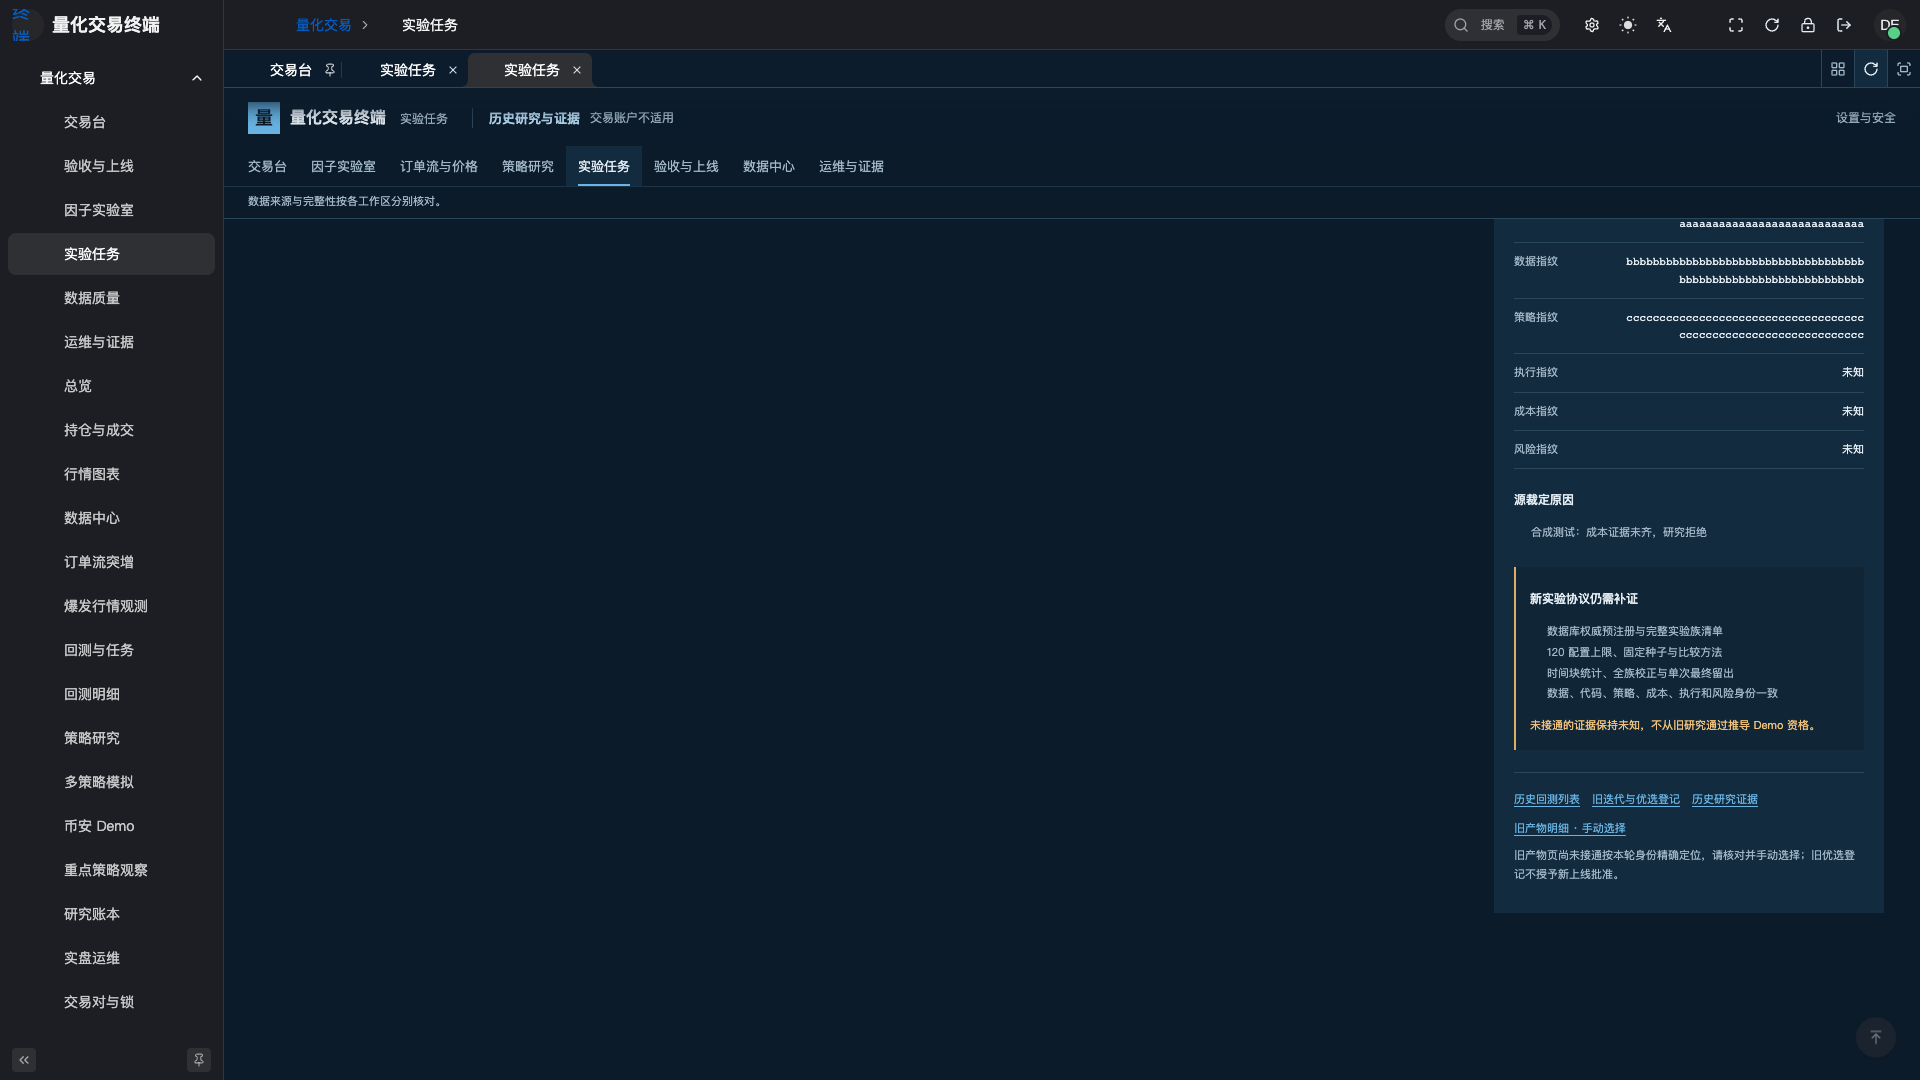 量化交易终端
量化交易
交易台
验收与上线
因子实验室
实验任务
数据质量
运维与证据
总览
持仓与成交
行情图表
数据中心
订单流突增
爆发行情观测
回测与任务
回测明细
策略研究
多策略模拟
币安 Demo
重点策略观察
研究账本
实盘运维
交易对与锁
量化交易 实验任务
搜索 ⌘ K
交易台 实验任务 实验任务
量 量化交易终端 实验任务 历史研究与证据 交易账户不适用 设置与安全
交易台 因子实验室 订单流与价格 策略研究 实验任务 验收与上线 数据中心 运维与证据
数据来源与完整性按各工作区分别核对。
aaaaaaaaaaaaaaaaaaaaaaaaaaaa
数据指纹 bbbbbbbbbbbbbbbbbbbbbbbbbbbbbbbbbbbb
bbbbbbbbbbbbbbbbbbbbbbbbbbbb
策略指纹 cccccccccccccccccccccccccccccccccccc
cccccccccccccccccccccccccccc
执行指纹 未知
成本指纹 未知
风险指纹 未知
源裁定原因
合成测试：成本证据未齐，研究拒绝
新实验协议仍需补证
数据库权威预注册与完整实验族清单
120 配置上限、固定种子与比较方法
时间块统计、全族校正与单次最终留出
数据、代码、策略、成本、执行和风险身份一致
未接通的证据保持未知，不从旧研究通过推导 Demo 资格。
历史回测列表 旧迭代与优选登记 历史研究证据
旧产物明细 · 手动选择
旧产物页尚未接通按本轮身份精确定位，请核对并手动选择；旧优选登
记不授予新上线批准。